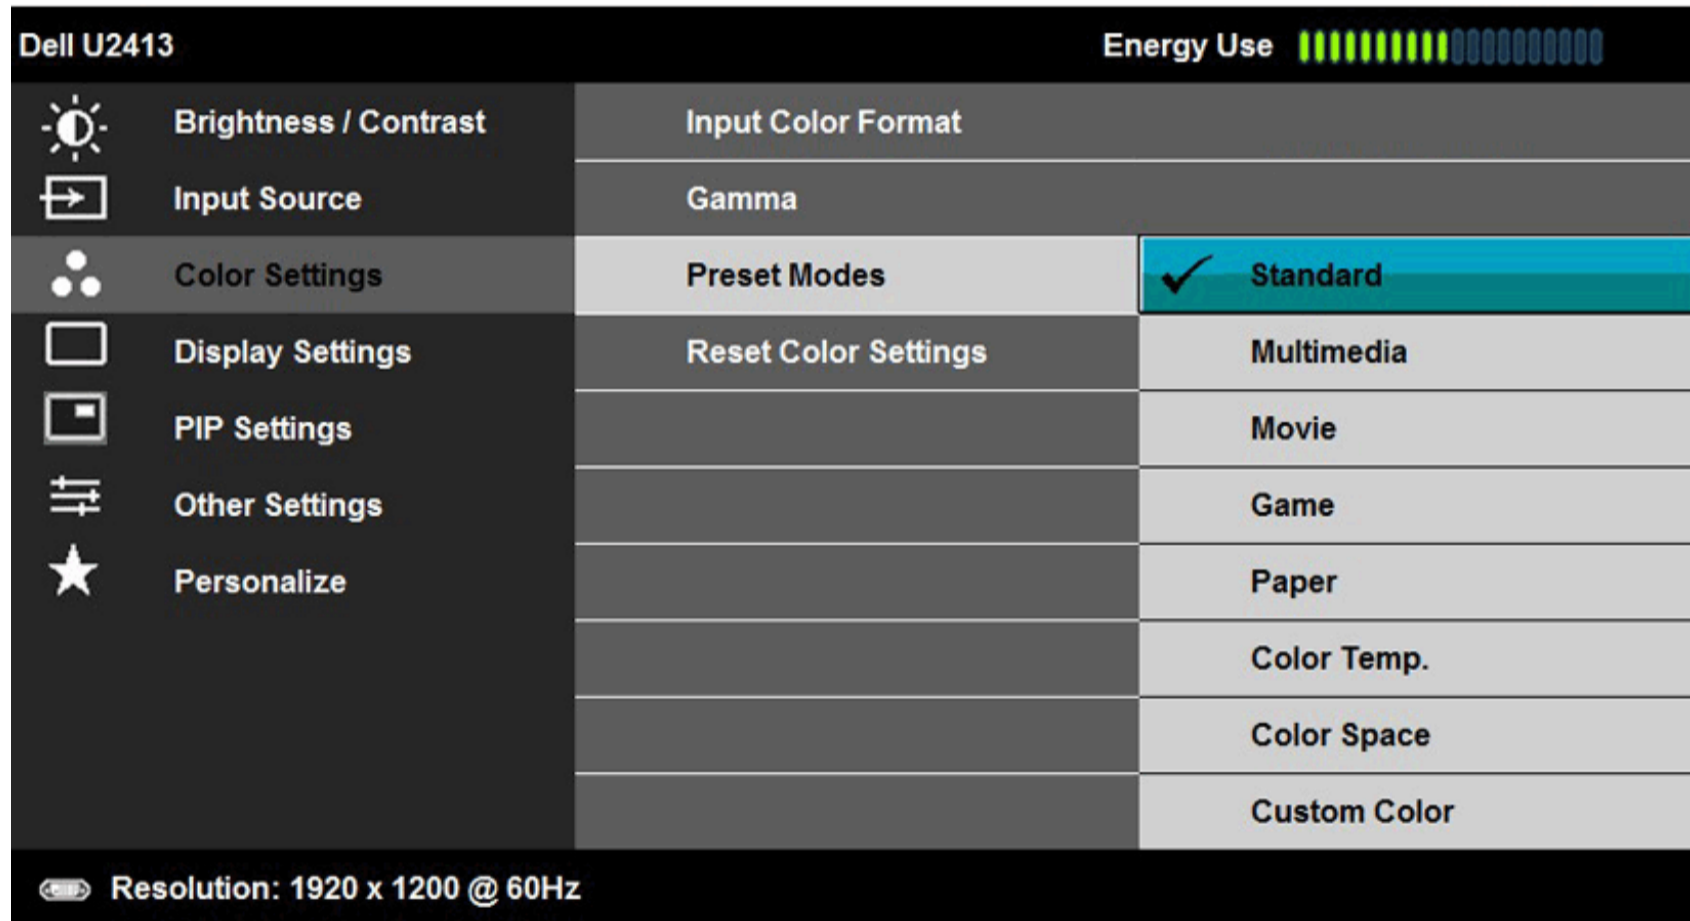 Dell U2413
Energy Use
Brightness / Contrast
Input Source
Color Settings
Display Settings
PIP Settings
Other Settings
Personalize
Input Color Format
Gamma
Preset Modes
Reset Color Settings
Standard
Multimedia
Movie
Game
Paper
Color Temp.
Color Space
Custom Color
Resolution: 1920 x 1200 @ 60Hz